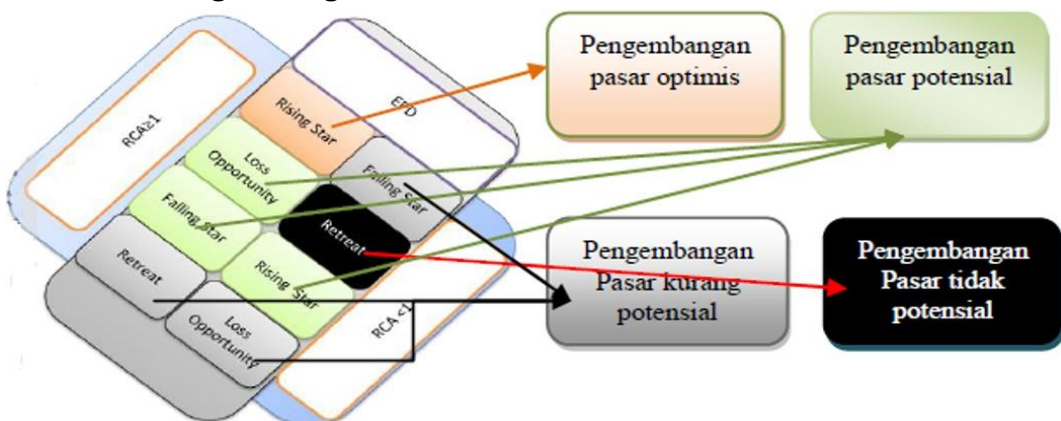 RCA≥1
EPD
Rising Star
Loss
Opportunity
Falling Star
Retreat
Falling Star
Retreat
Rising Star
Loss
Opportunity
RCA <1
Pengembangan
pasar optimis
Pengembangan
pasar potensial
Pengembangan
Pasar kurang
potensial
Pengembangan
Pasar tidak
potensial